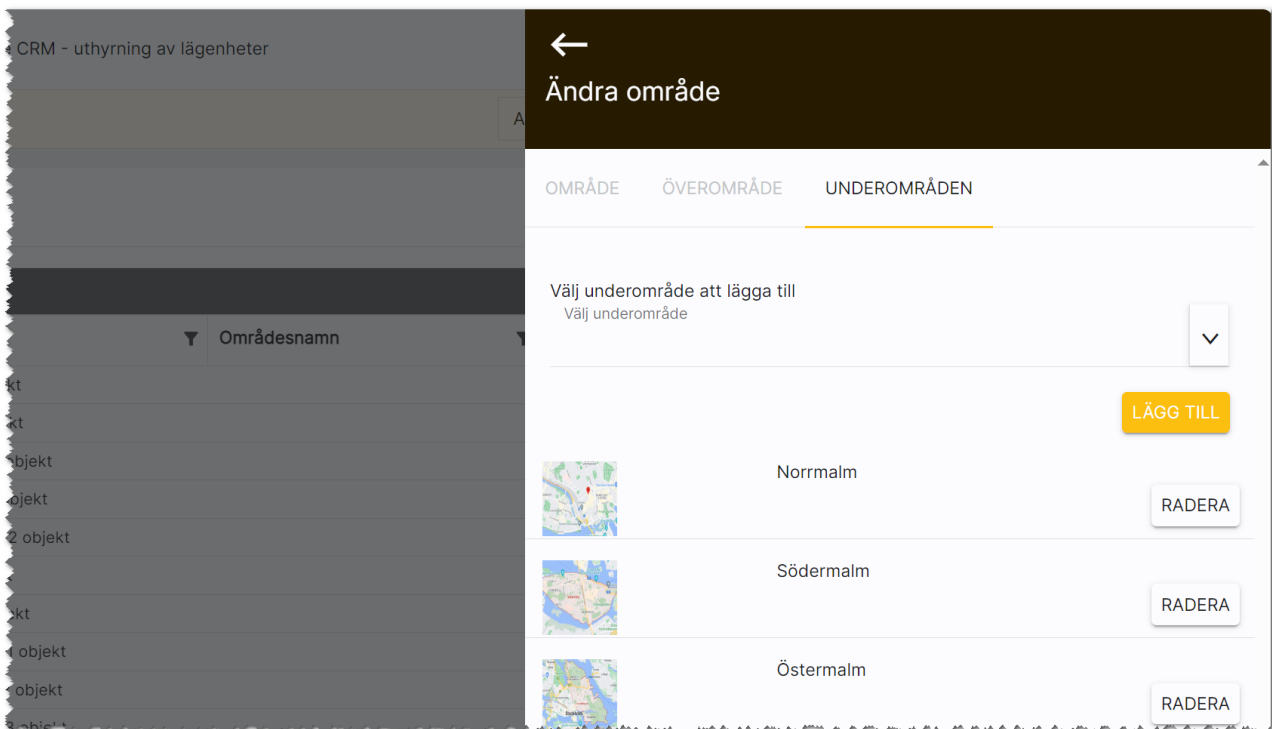 CRM - uthyrning av lägenheter
Ändra område
OMRÅDE ÖVEROMRÅDE UNDEROMRÅDEN
Välj underområde att lägga till
Välj underområde
Områdesnamn
LÄGG TILL
objekt
Norrmalm
RADERA
2 objekt
Södermalm
RADERA
objekt
Östermalm
objekt
RADERA